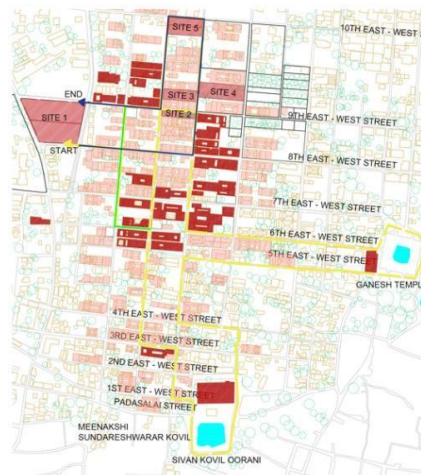 SITE 5
10TH EAST - WEST S
END
SITE 3
SITE 4
SITE 1
SITE 2
9TH EAST - WEST STREET
START
8TH EAST - WEST STREET
7TH EAST - WEST STREET
6TH EAST - WEST STREET
5TH EAST - WEST STREET
GANESH TEMPL
4TH EAST - WEST STREET
3RD EAST - WEST STREET
2ND EAST - WEST STREET
1ST EAST - WEST STREET
PADASALAI STREET
MEENAKSHI
SUNDARESHWARAR KOVIL
SIVAN KOVIL OORANI